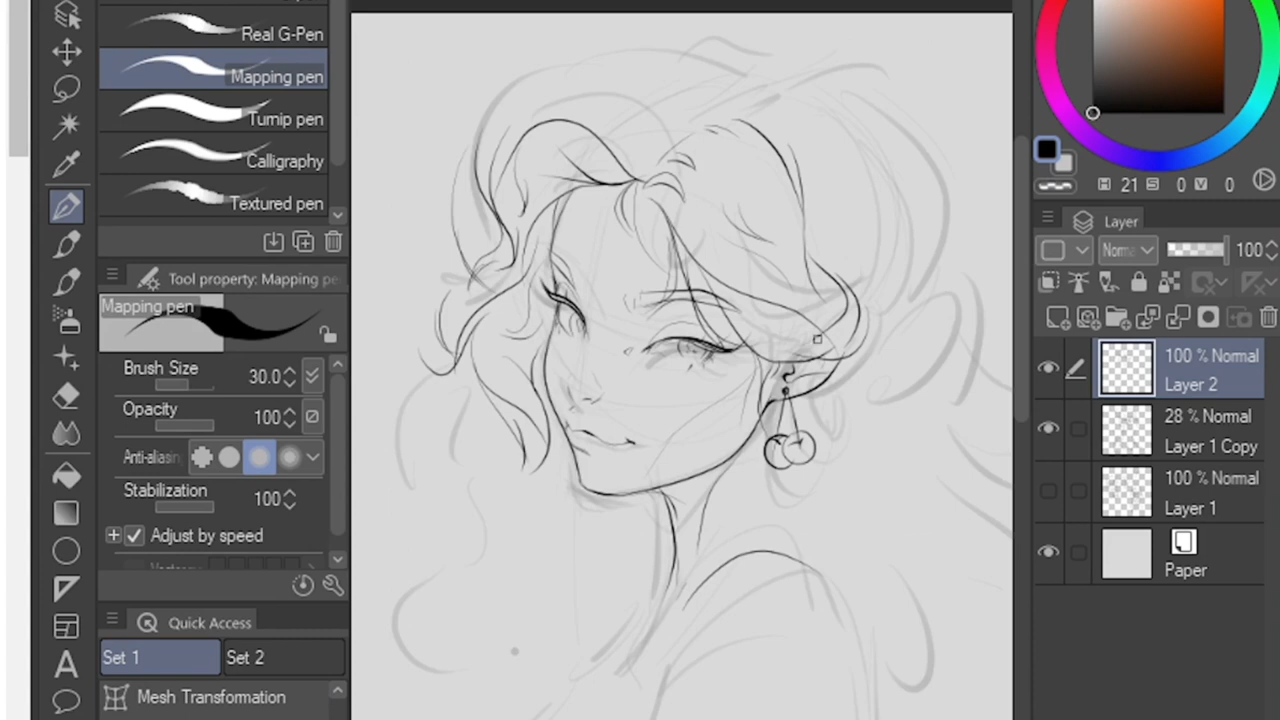 Real G-Pen
Mapping pen
Turnip pen
Calligraphy
Textured pen
Tool property: Mapping pe
Mapping pen
Brush Size 30.0
Opacity 100
Anti-aliasin
Stabilization 100
Adjust by speed
Quick Access
Set 1 Set 2
Mesh Transformation
H 21 S 0 V 0
Layer
Norm 100
100 % Normal
Layer 2
28 % Normal
Layer 1 Copy
100 % Normal
Layer 1
Paper